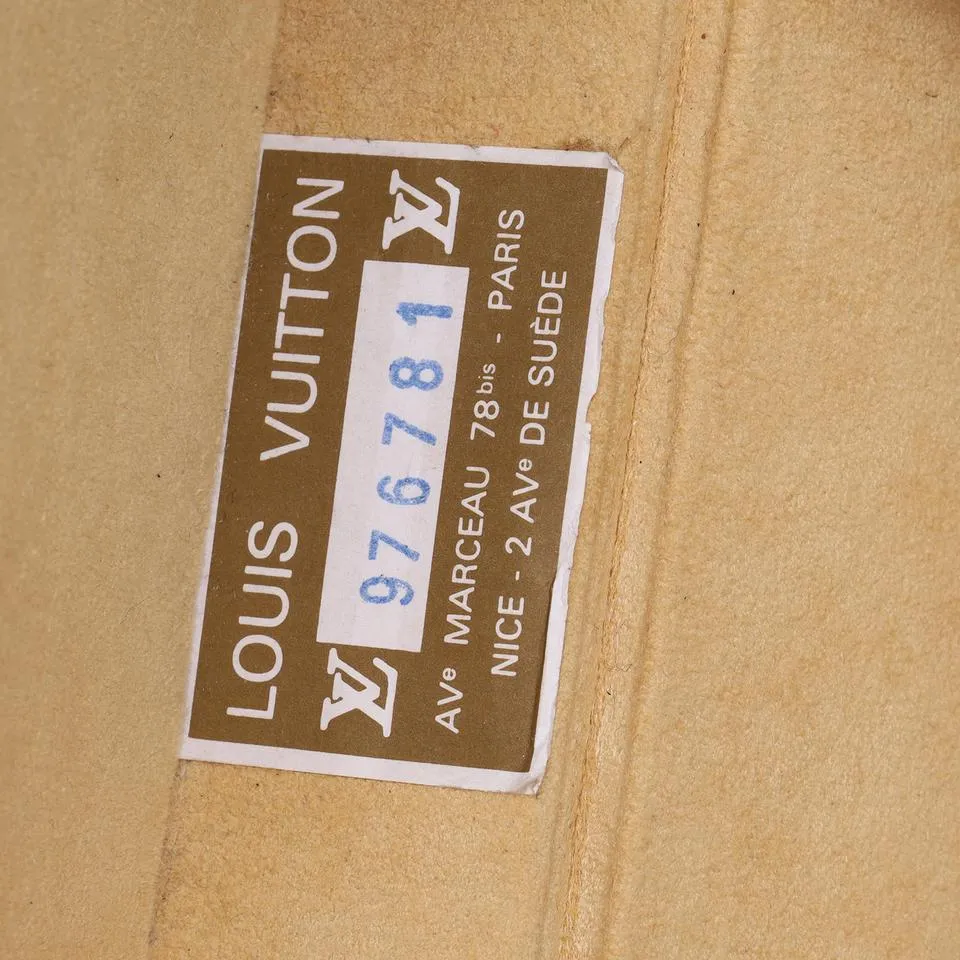 LOUIS VUITTON
LV 976781 LV
AVe MARCEAU 78bis - PARIS
NICE - 2 AVe DE SUÈDE